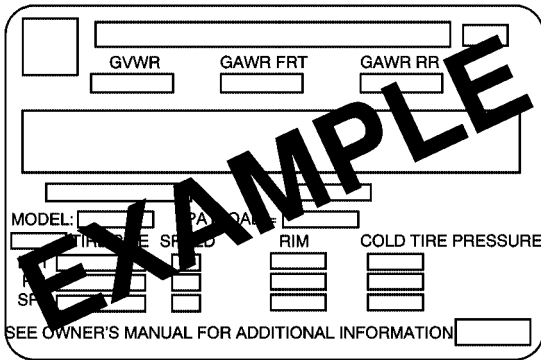 GVWR GAWR FRT GAWR RR
EXAMPLE
MODEL:
RIM COLD TIRE PRESSURE
SEE OWNER'S MANUAL FOR ADDITIONAL INFORMATION